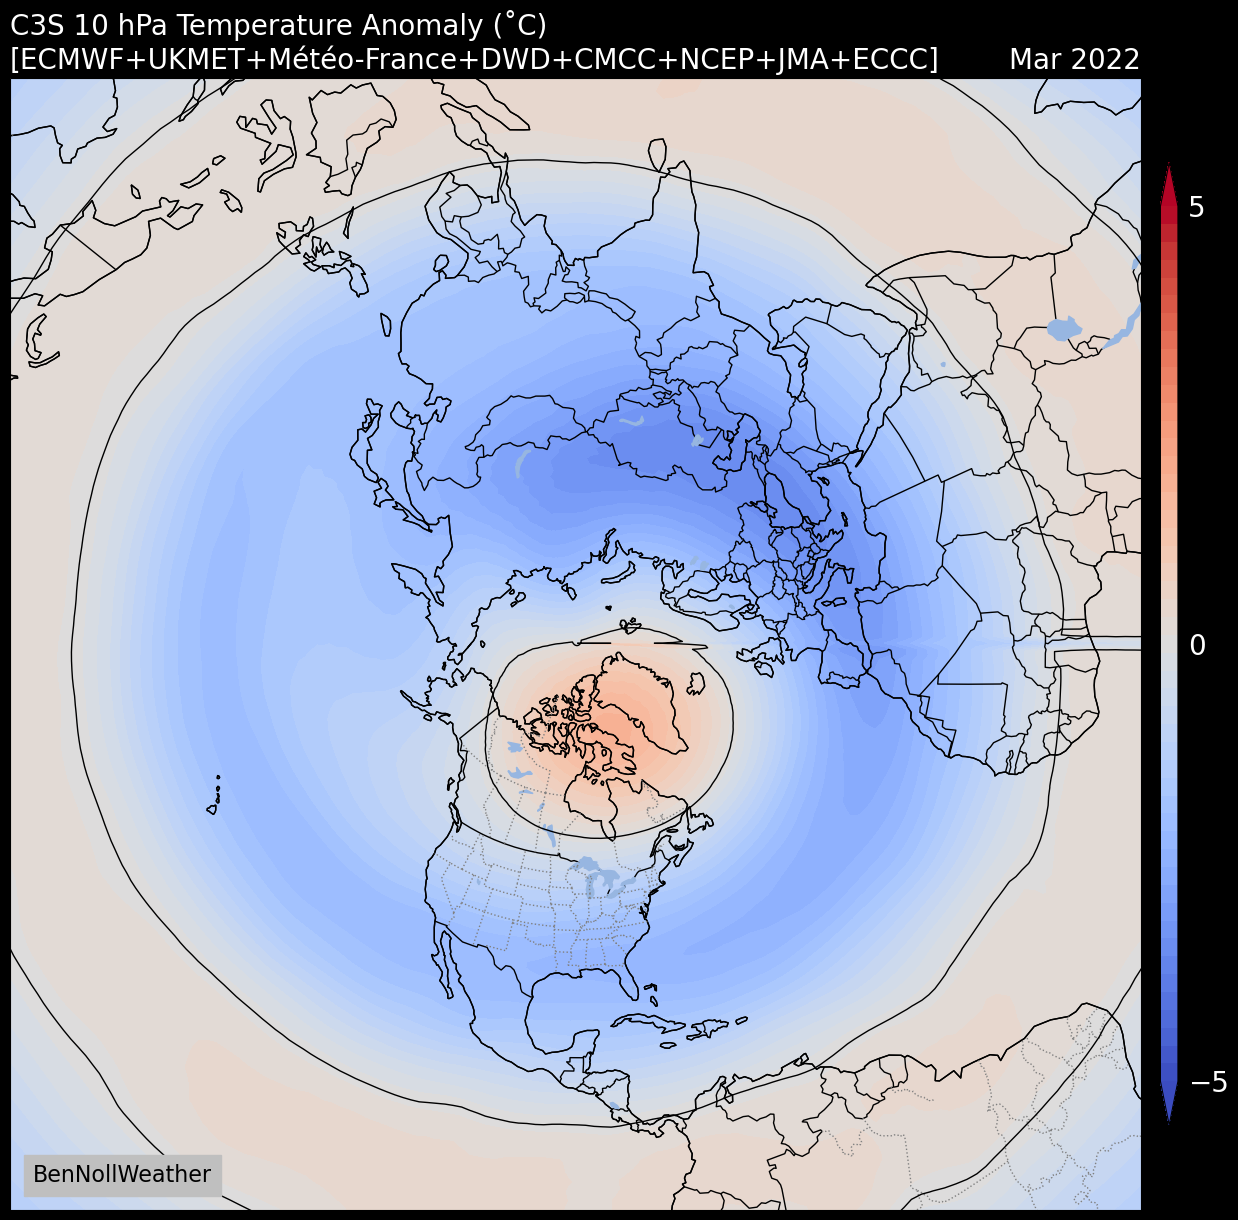 C3S 10 hPa Temperature Anomaly (˚C)
[ECMWF+UKMET+Météo-France+DWD+CMCC+NCEP+JMA+ECCC] Mar 2022
5
0
−5
BenNollWeather